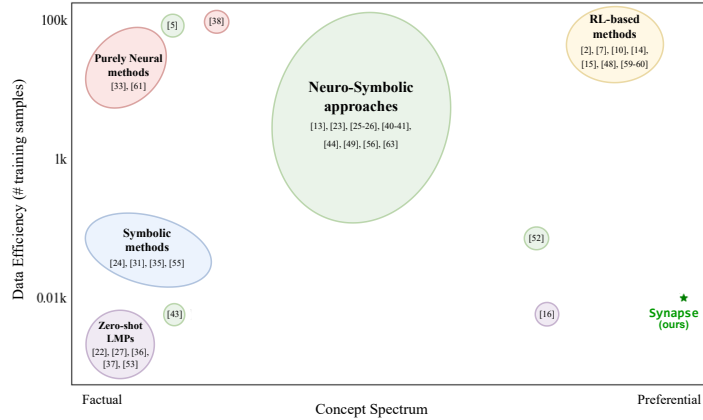 100k
[5]
[38]
RL-based
methods
[2], [7], [10], [14],
[15], [48], [59-60]
Purely Neural
methods
[33], [61]
Neuro-Symbolic
approaches
[13], [23], [25-26], [40-41],
[44], [49], [56], [63]
1k
Data Efficiency (# training samples)
Symbolic
methods
[24], [31], [35], [55]
[52]
0.01k
[43]
[16]
Synapse
(ours)
Zero-shot
LMPs
[22], [27], [36],
[37], [53]
Factual
Concept Spectrum
Preferential